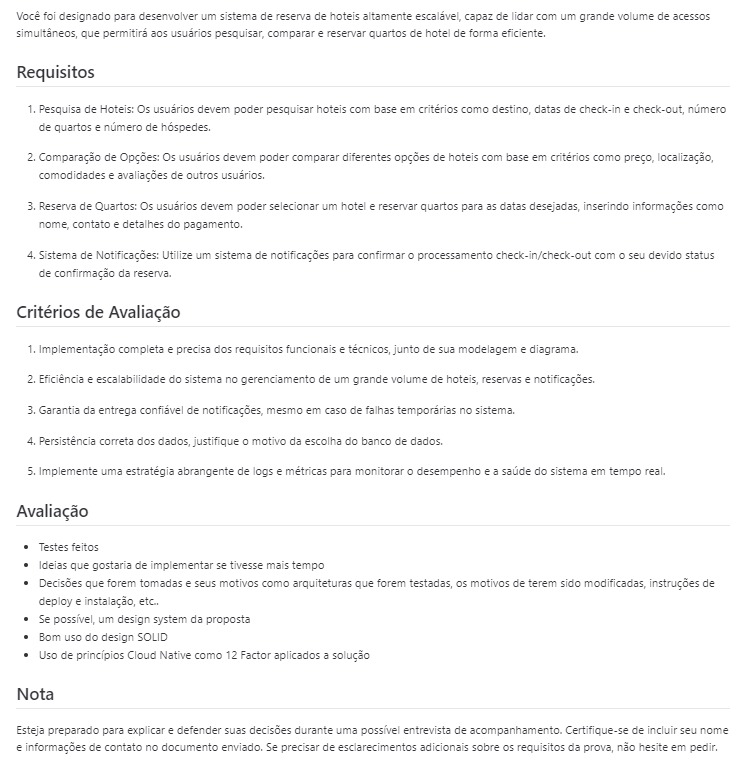 Você foi designado para desenvolver um sistema de reserva de hoteis altamente escalável, capaz de lidar com um grande volume de acessos
simultâneos, que permitirá aos usuários pesquisar, comparar e reservar quartos de hotel de forma eficiente.
Requisitos
1. Pesquisa de Hoteis: Os usuários devem poder pesquisar hoteis com base em critérios como destino, datas de check-in e check-out, número
de quartos e número de hóspedes.
2. Comparação de Opções: Os usuários devem poder comparar diferentes opções de hoteis com base em critérios como preço, localização,
comodidades e avaliações de outros usuários.
3. Reserva de Quartos: Os usuários devem poder selecionar um hotel e reservar quartos para as datas desejadas, inserindo informações como
nome, contato e detalhes do pagamento.
4. Sistema de Notificações: Utilize um sistema de notificações para confirmar o processamento check-in/check-out com o seu devido status
de confirmação da reserva.
Critérios de Avaliação
1. Implementação completa e precisa dos requisitos funcionais e técnicos, junto de sua modelagem e diagrama.
2. Eficiência e escalabilidade do sistema no gerenciamento de um grande volume de hoteis, reservas e notificações.
3. Garantia da entrega confiável de notificações, mesmo em caso de falhas temporárias no sistema.
4. Persistência correta dos dados, justifique o motivo da escolha do banco de dados.
5. Implemente uma estratégia abrangente de logs e métricas para monitorar o desempenho e a saúde do sistema em tempo real.
Avaliação
• Testes feitos
• Ideias que gostaria de implementar se tivesse mais tempo
• Decisões que forem tomadas e seus motivos como arquiteturas que forem testadas, os motivos de terem sido modificadas, instruções de
deploy e instalação, etc..
• Se possível, um design system da proposta
• Bom uso do design SOLID
• Uso de princípios Cloud Native como 12 Factor aplicados a solução
Nota
Esteja preparado para explicar e defender suas decisões durante uma possível entrevista de acompanhamento. Certifique-se de incluir seu nome
e informações de contato no documento enviado. Se precisar de esclarecimentos adicionais sobre os requisitos da prova, não hesite em pedir.